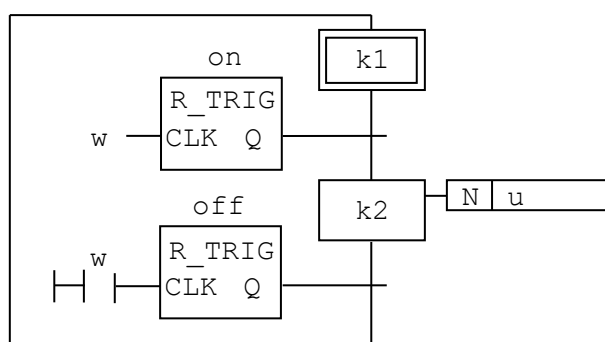 on
k1
R_TRIG
w
CLK Q
k2
N u
off
w
R_TRIG
CLK Q